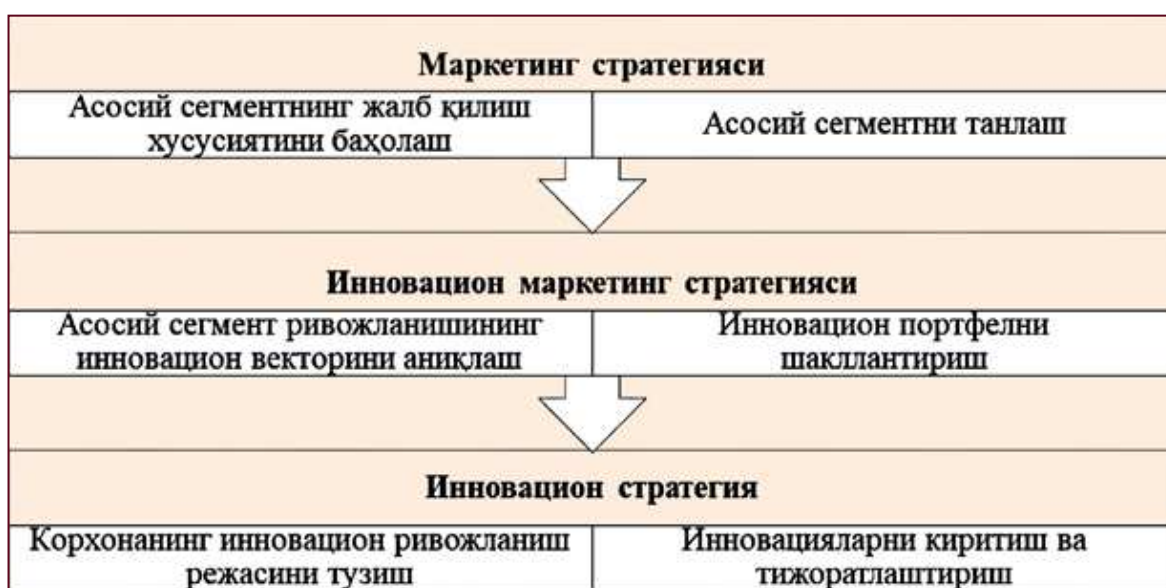 Маркетинг стратегияси
Асосий сегментнинг жалб қилиш
хусусиятини баҳолаш
Асосий сегментни танлаш
Инновацион маркетинг стратегияси
Асосий сегмент ривожланишининг
инновацион векторини аниқлаш
Инновацион портфелни
шакллантириш
Инновацион стратегия
Корхонанинг инновацион ривожланиш
режасини тузиш
Инновацияларни киритиш ва
тижоратлаштириш